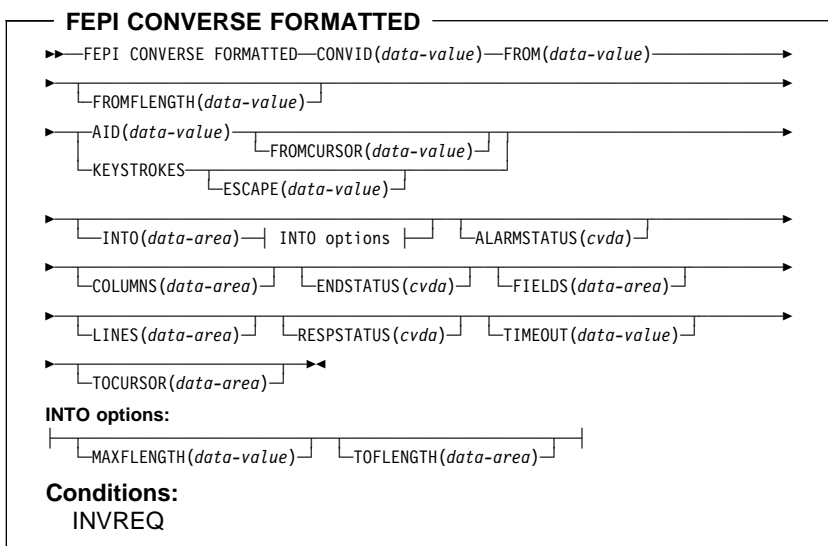 FEPI CONVERSE FORMATTED
FEPI CONVERSE FORMATTED CONVID(data-value) FROM(data-value)
FROMFLENGTH(data-value)
AID(data-value)
FROMCURSOR(data-value)
KEYSTROKES
ESCAPE(data-value)
INTO(data-area) INTO options ALARMSTATUS(cvda)
COLUMNS(data-area) ENDSTATUS(cvda) FIELDS(data-area)
LINES(data-area) RESPSTATUS(cvda) TIMEOUT(data-value)
TOCURSOR(data-area)
INTO options:
MAXFLENGTH(data-value) TOFLENGTH(data-area)
Conditions:
INVREQ